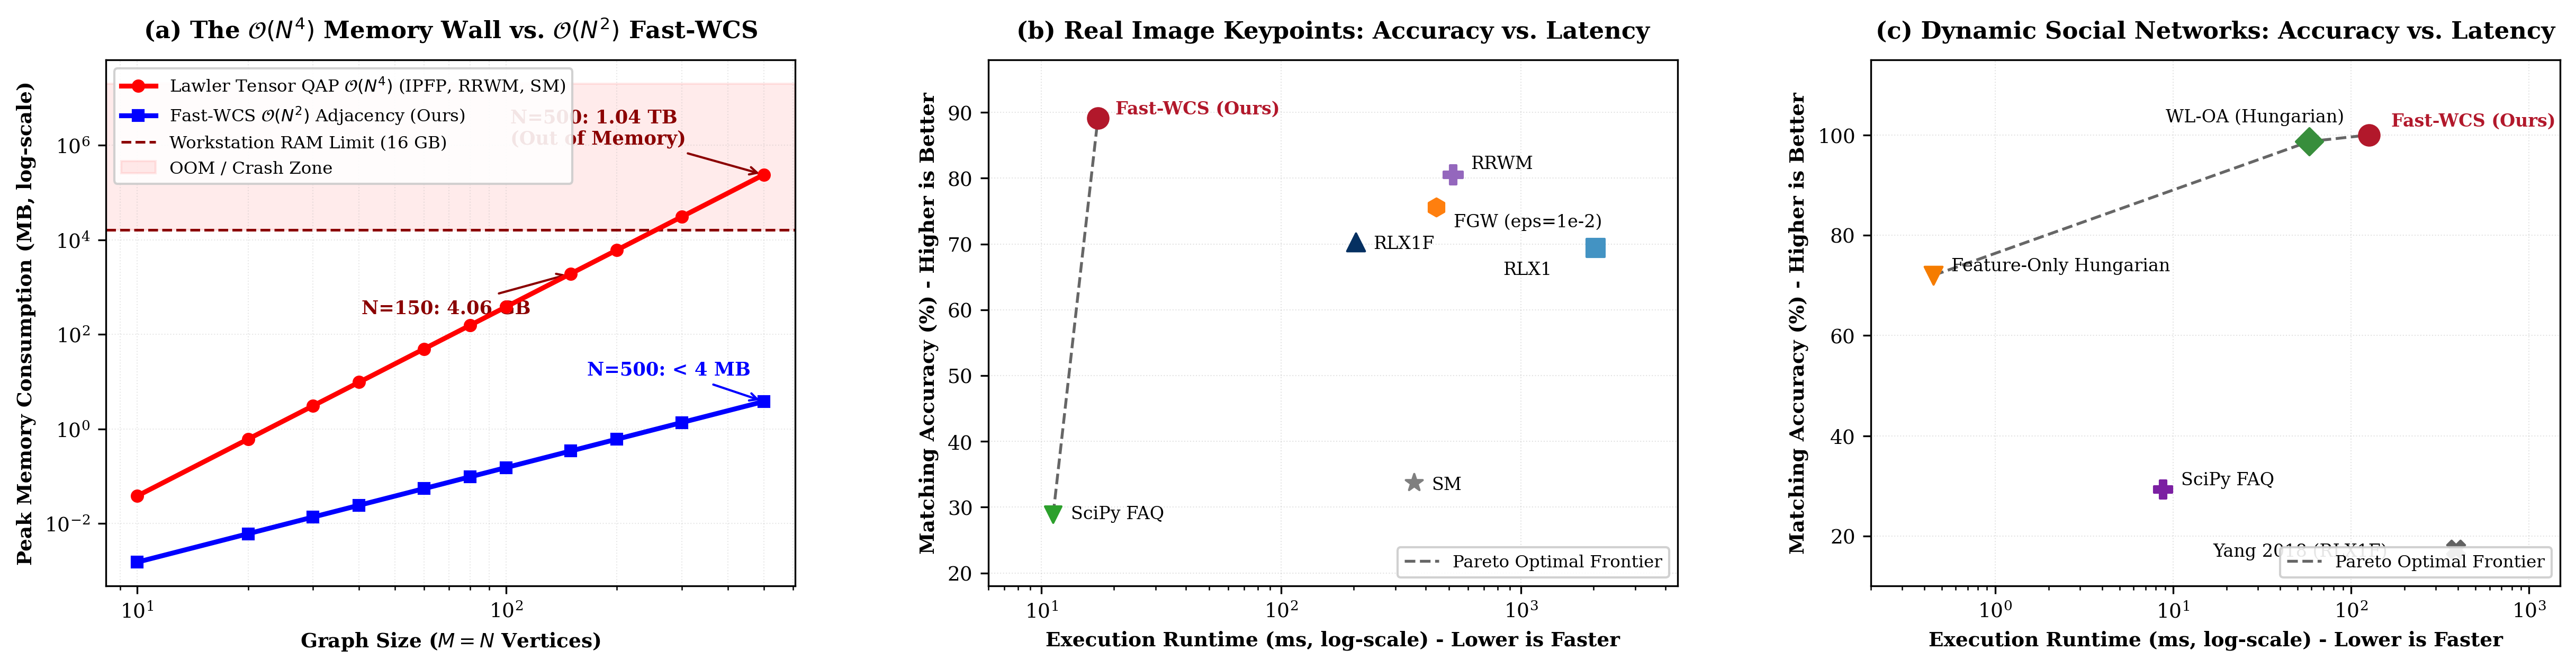 (a) The 𝒪(N⁴) Memory Wall vs. 𝒪(N²) Fast-WCS
Peak Memory Consumption (MB, log-scale)
10⁶
10⁴
10²
10⁰
10⁻²
Lawler Tensor QAP 𝒪(N⁴) (IPFP, RRWM, SM)
Fast-WCS 𝒪(N²) Adjacency (Ours)
Workstation RAM Limit (16 GB)
OOM / Crash Zone
N=500: 1.04 TB
(Out of Memory)
N=150: 4.06 GB
N=500: < 4 MB
10¹
10²
Graph Size (M = N Vertices)
(b) Real Image Keypoints: Accuracy vs. Latency
Matching Accuracy (%) - Higher is Better
90
80
70
60
50
40
30
20
Fast-WCS (Ours)
RRWM
FGW (eps=1e-2)
RLX1F
RLX1
SM
SciPy FAQ
Pareto Optimal Frontier
10¹
10²
10³
Execution Runtime (ms, log-scale) - Lower is Faster
(c) Dynamic Social Networks: Accuracy vs. Latency
Matching Accuracy (%) - Higher is Better
100
80
60
40
20
WL-OA (Hungarian)
Fast-WCS (Ours)
Feature-Only Hungarian
SciPy FAQ
Yang 2018 (RLX1F)
Pareto Optimal Frontier
10⁰
10¹
10²
10³
Execution Runtime (ms, log-scale) - Lower is Faster